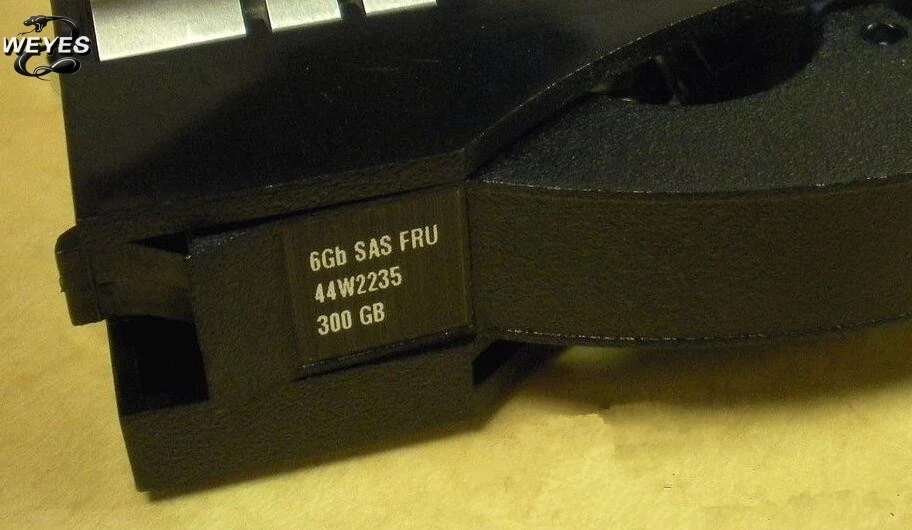 WEYES
6Gb SAS FRU
44W2235
300 GB